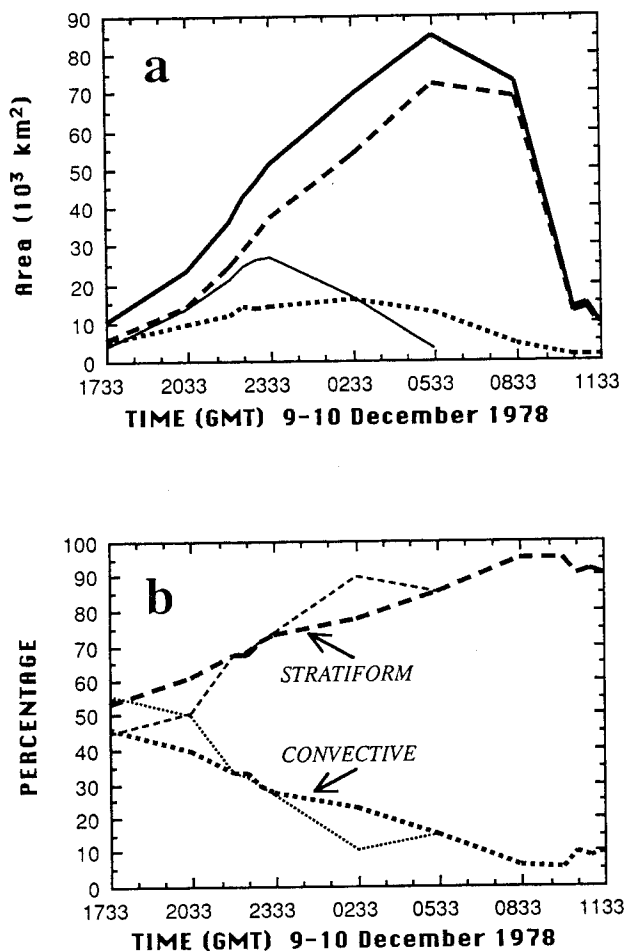 a
Area (10³ km²)
90
80
70
60
50
40
30
20
10
0
1733 2033 2333 0233 0533 0833 1133
TIME (GMT) 9-10 December 1978
b
PERCENTAGE
100
90
80
70
60
50
40
30
20
10
0
STRATIFORM
CONVECTIVE
1733 2033 2333 0233 0533 0833 1133
TIME (GMT) 9-10 December 1978